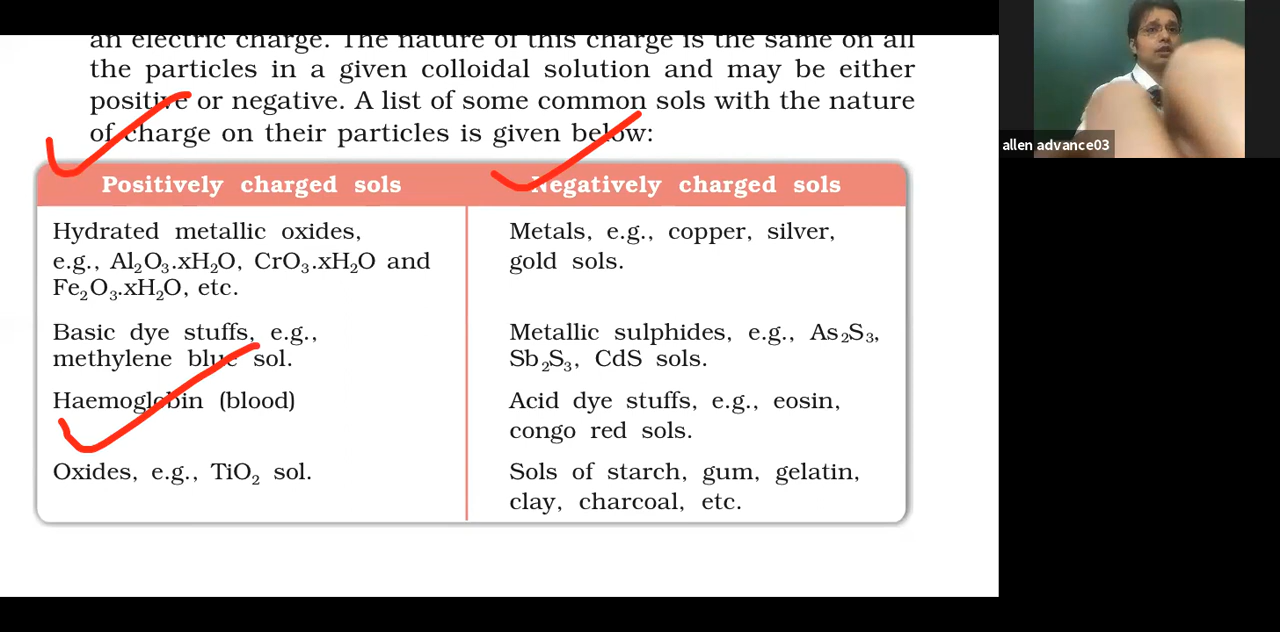 an electric charge. The nature of this charge is the same on all
the particles in a given colloidal solution and may be either
positive or negative. A list of some common sols with the nature
of charge on their particles is given below:
Positively charged sols
Negatively charged sols
Hydrated metallic oxides,
e.g., Al₂O₃.xH₂O, CrO₃.xH₂O and
Fe₂O₃.xH₂O, etc.
Metals, e.g., copper, silver,
gold sols.
Basic dye stuffs, e.g.,
methylene blue sol.
Metallic sulphides, e.g., As₂S₃,
Sb₂S₃, CdS sols.
Haemoglobin (blood)
Acid dye stuffs, e.g., eosin,
congo red sols.
Oxides, e.g., TiO₂ sol.
Sols of starch, gum, gelatin,
clay, charcoal, etc.
allen advance03